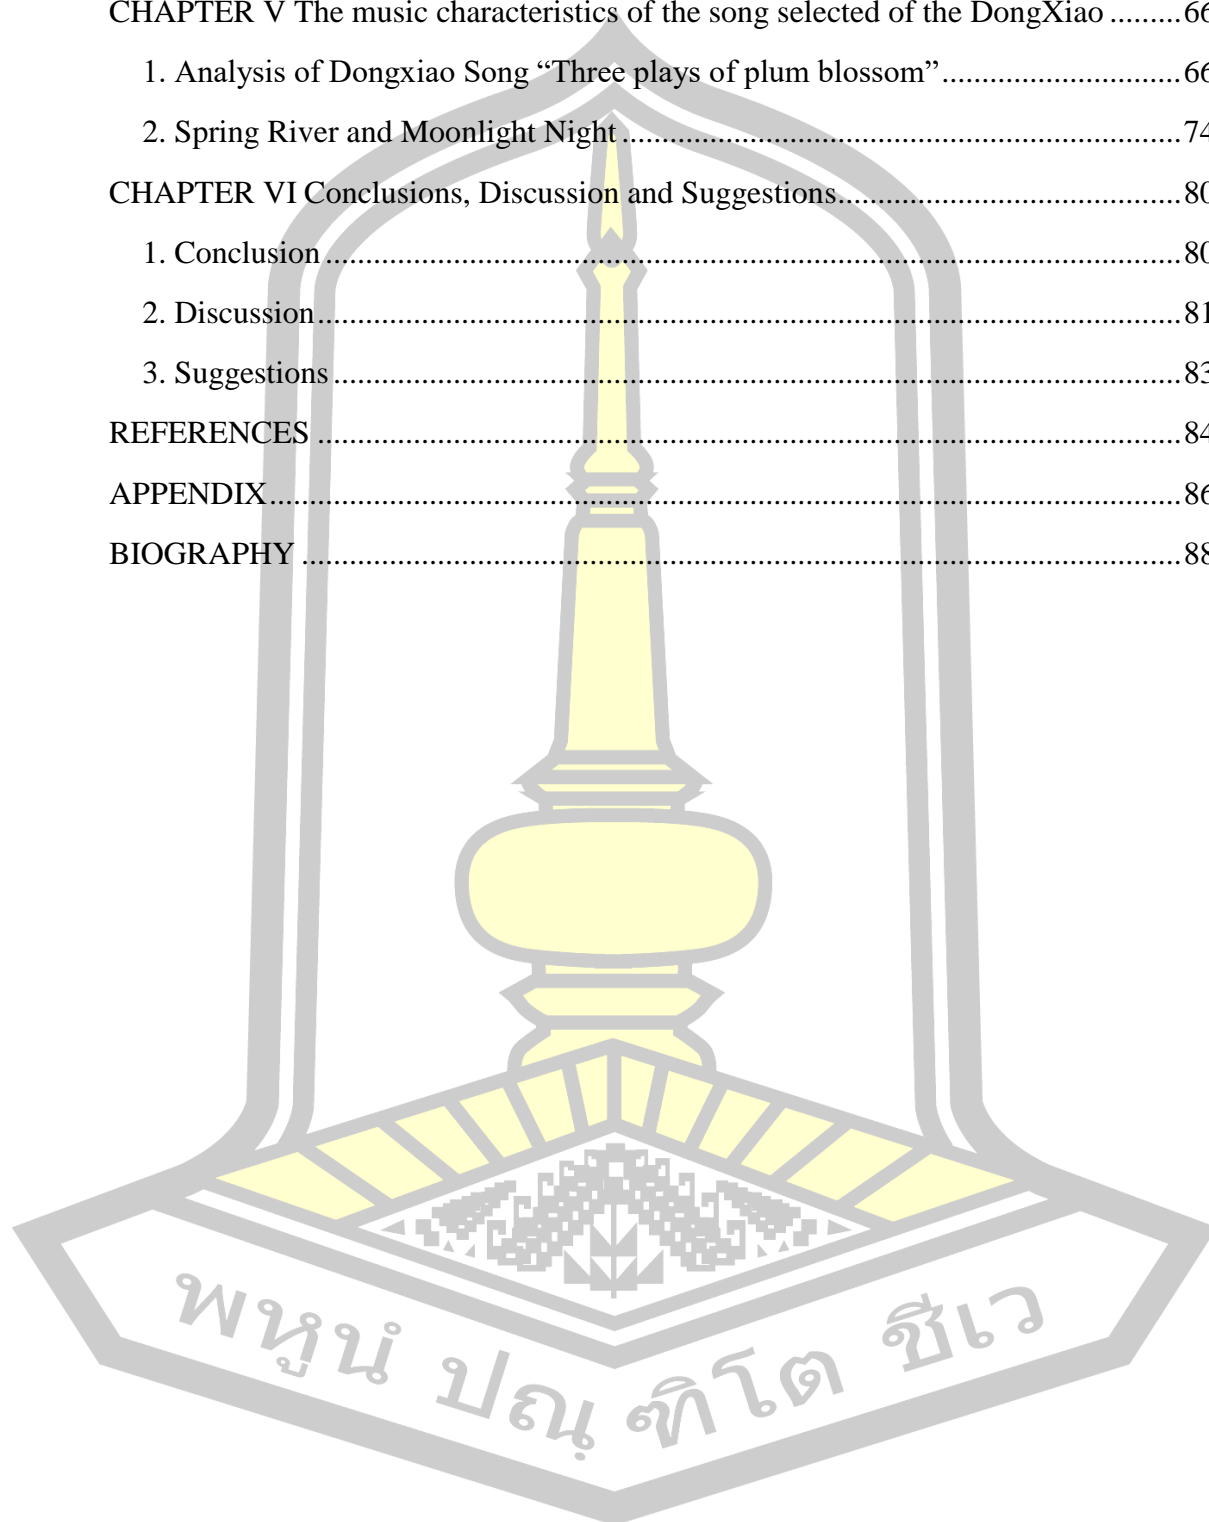 CHAPTER V The music characteristics of the song selected of the DongXiao .........66
1. Analysis of Dongxiao Song “Three plays of plum blossom”..............................66
2. Spring River and Moonlight Night......................................................................74
CHAPTER VI Conclusions, Discussion and Suggestions...........................................80
1. Conclusion...........................................................................................................80
2. Discussion............................................................................................................81
3. Suggestions..........................................................................................................83
REFERENCES ............................................................................................................84
APPENDIX..................................................................................................................86
BIOGRAPHY ..............................................................................................................88
พหูนํ ปณฺฑิโต ชีเว